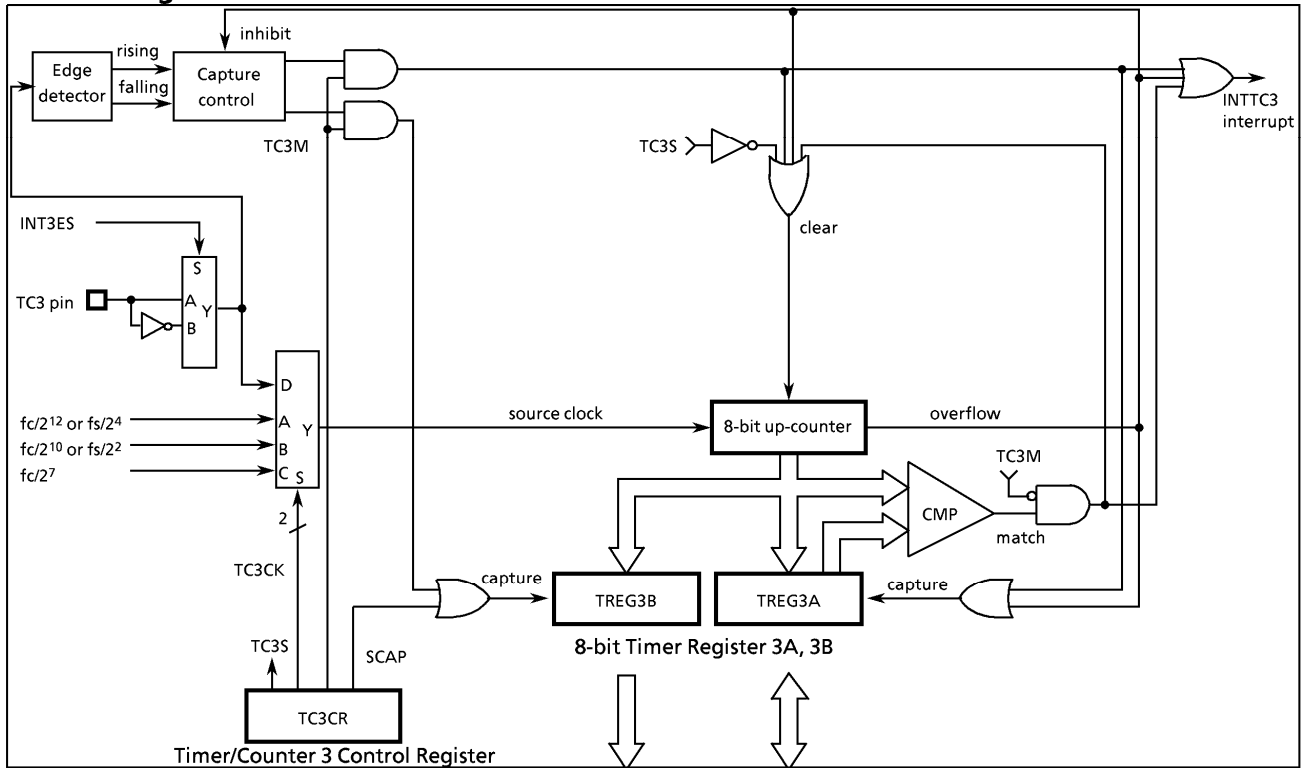 inhibit
rising
Edge
detector
falling
Capture
control
INTTC3
interrupt
TC3M
TC3S
INT3ES
clear
S
TC3 pin
A
Y
B
D
fc/2¹² or fs/2⁴
A
Y
source clock
8-bit up-counter
overflow
fc/2¹⁰ or fs/2²
B
fc/2⁷
C
S
TC3M
2
CMP
match
TC3CK
capture
TREG3B
TREG3A
capture
TC3S
SCAP
8-bit Timer Register 3A, 3B
TC3CR
Timer/Counter 3 Control Register